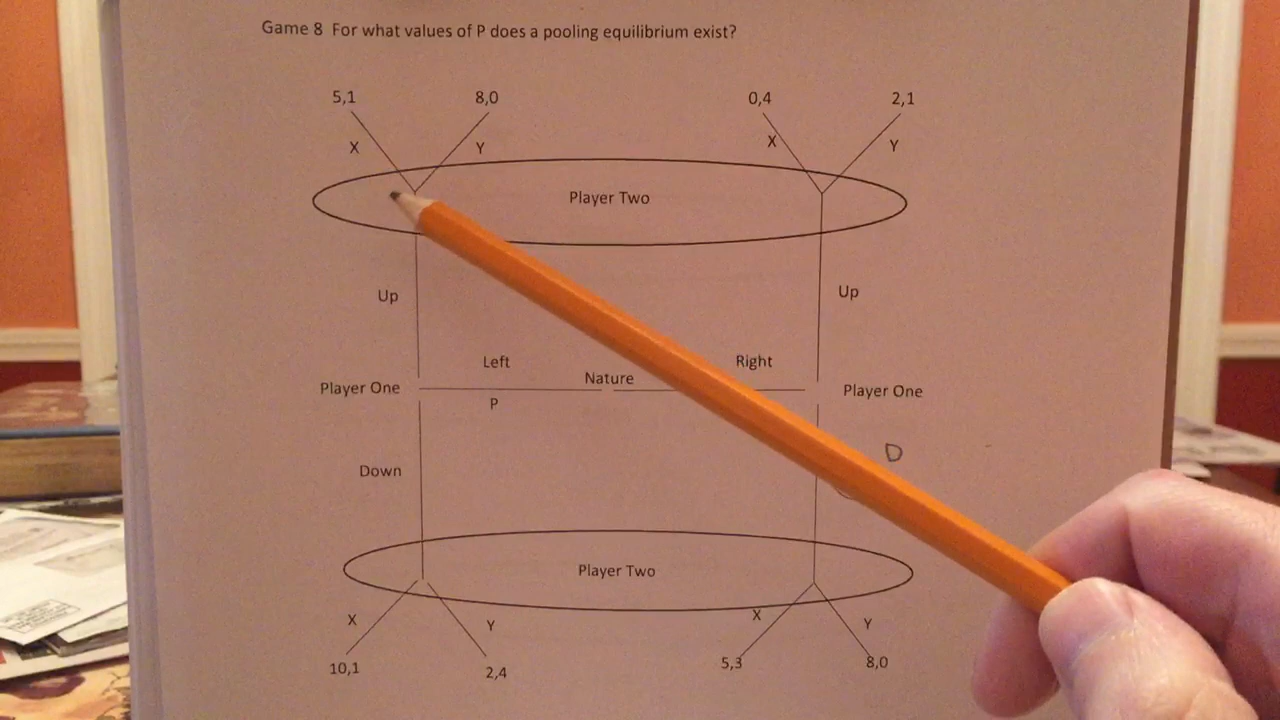 Game 8 For what values of P does a pooling equilibrium exist?
5,1 8,0 0,4 2,1
X Y X Y
Player Two
Up Up
Left Right
Player One Nature Player One
P
D
Down
Player Two
X Y X Y
10,1 2,4 5,3 8,0